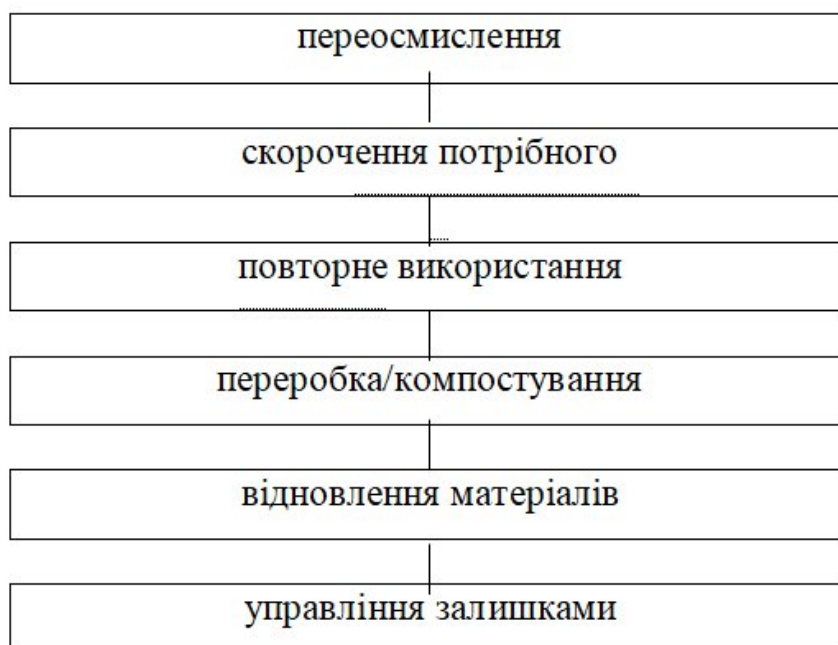 переосмислення
скорочення потрібного
повторне використання
переробка/компостування
відновлення матеріалів
управління залишками